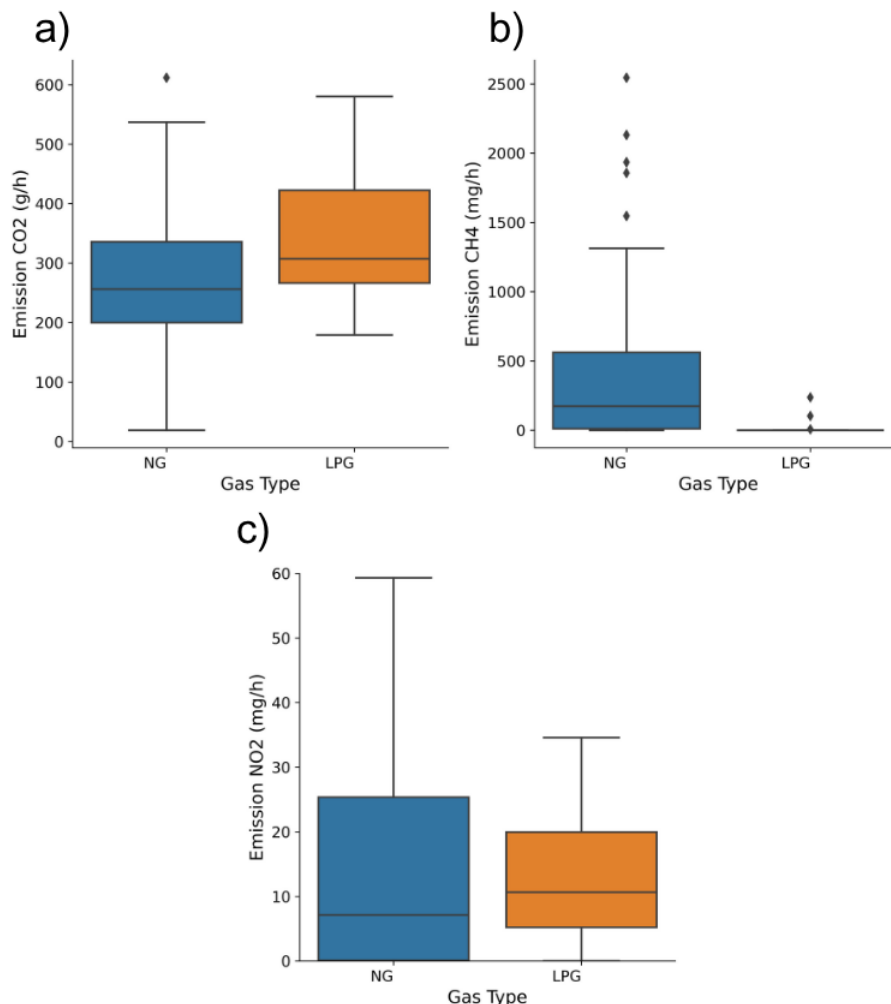 a)
Emission CO2 (g/h)
600
500
400
300
200
100
0
NG
LPG
Gas Type
b)
Emission CH4 (mg/h)
2500
2000
1500
1000
500
0
NG
LPG
Gas Type
c)
Emission NO2 (mg/h)
60
50
40
30
20
10
0
NG
LPG
Gas Type